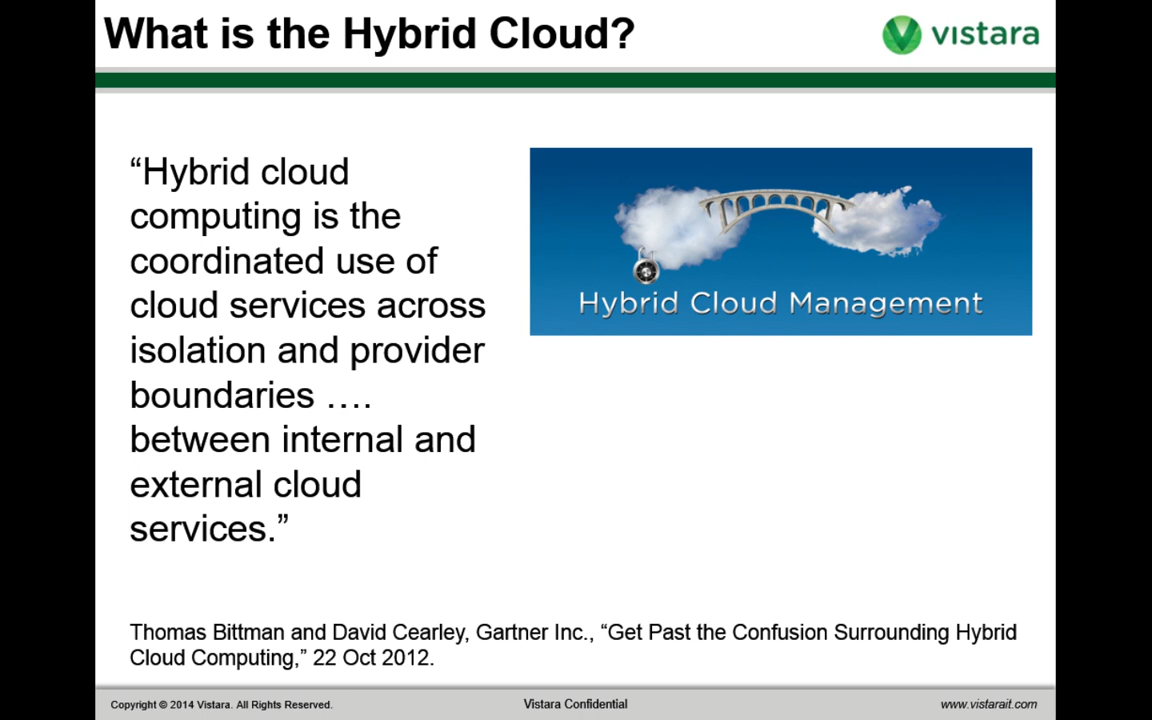 What is the Hybrid Cloud?
vistara
“Hybrid cloud
computing is the
coordinated use of
cloud services across
isolation and provider
boundaries ….
between internal and
external cloud
services.”
Hybrid Cloud Management
Thomas Bittman and David Cearley, Gartner Inc., “Get Past the Confusion Surrounding Hybrid
Cloud Computing,” 22 Oct 2012.
Copyright © 2014 Vistara. All Rights Reserved.
Vistara Confidential
www.vistarait.com